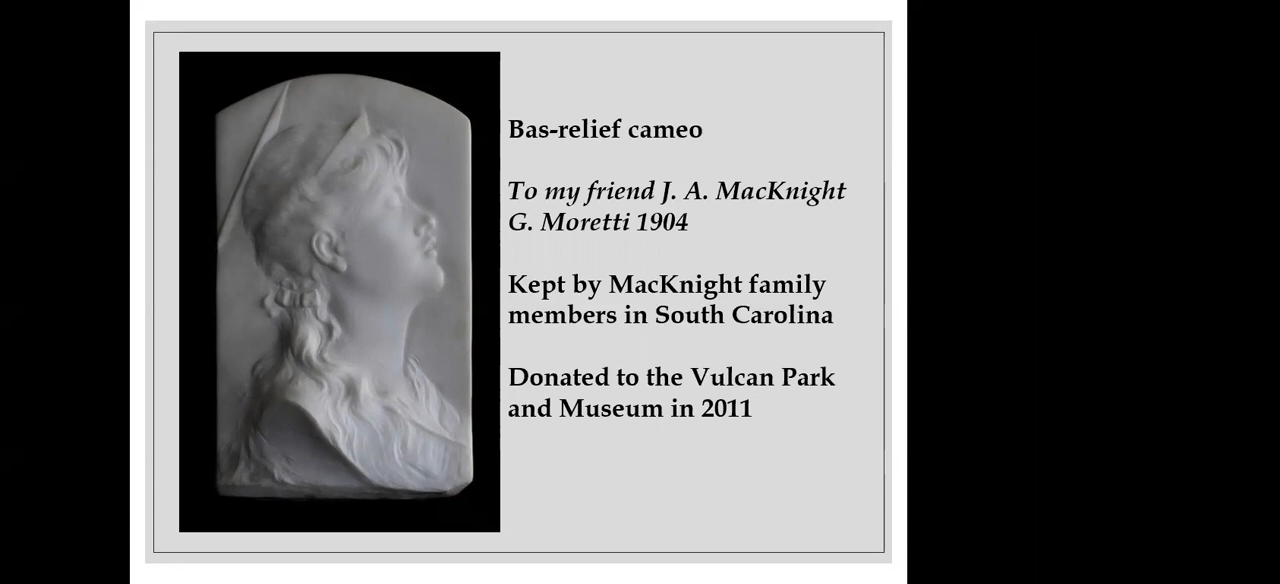 Bas-relief cameo
To my friend J. A. MacKnight
G. Moretti 1904
Kept by MacKnight family
members in South Carolina
Donated to the Vulcan Park
and Museum in 2011